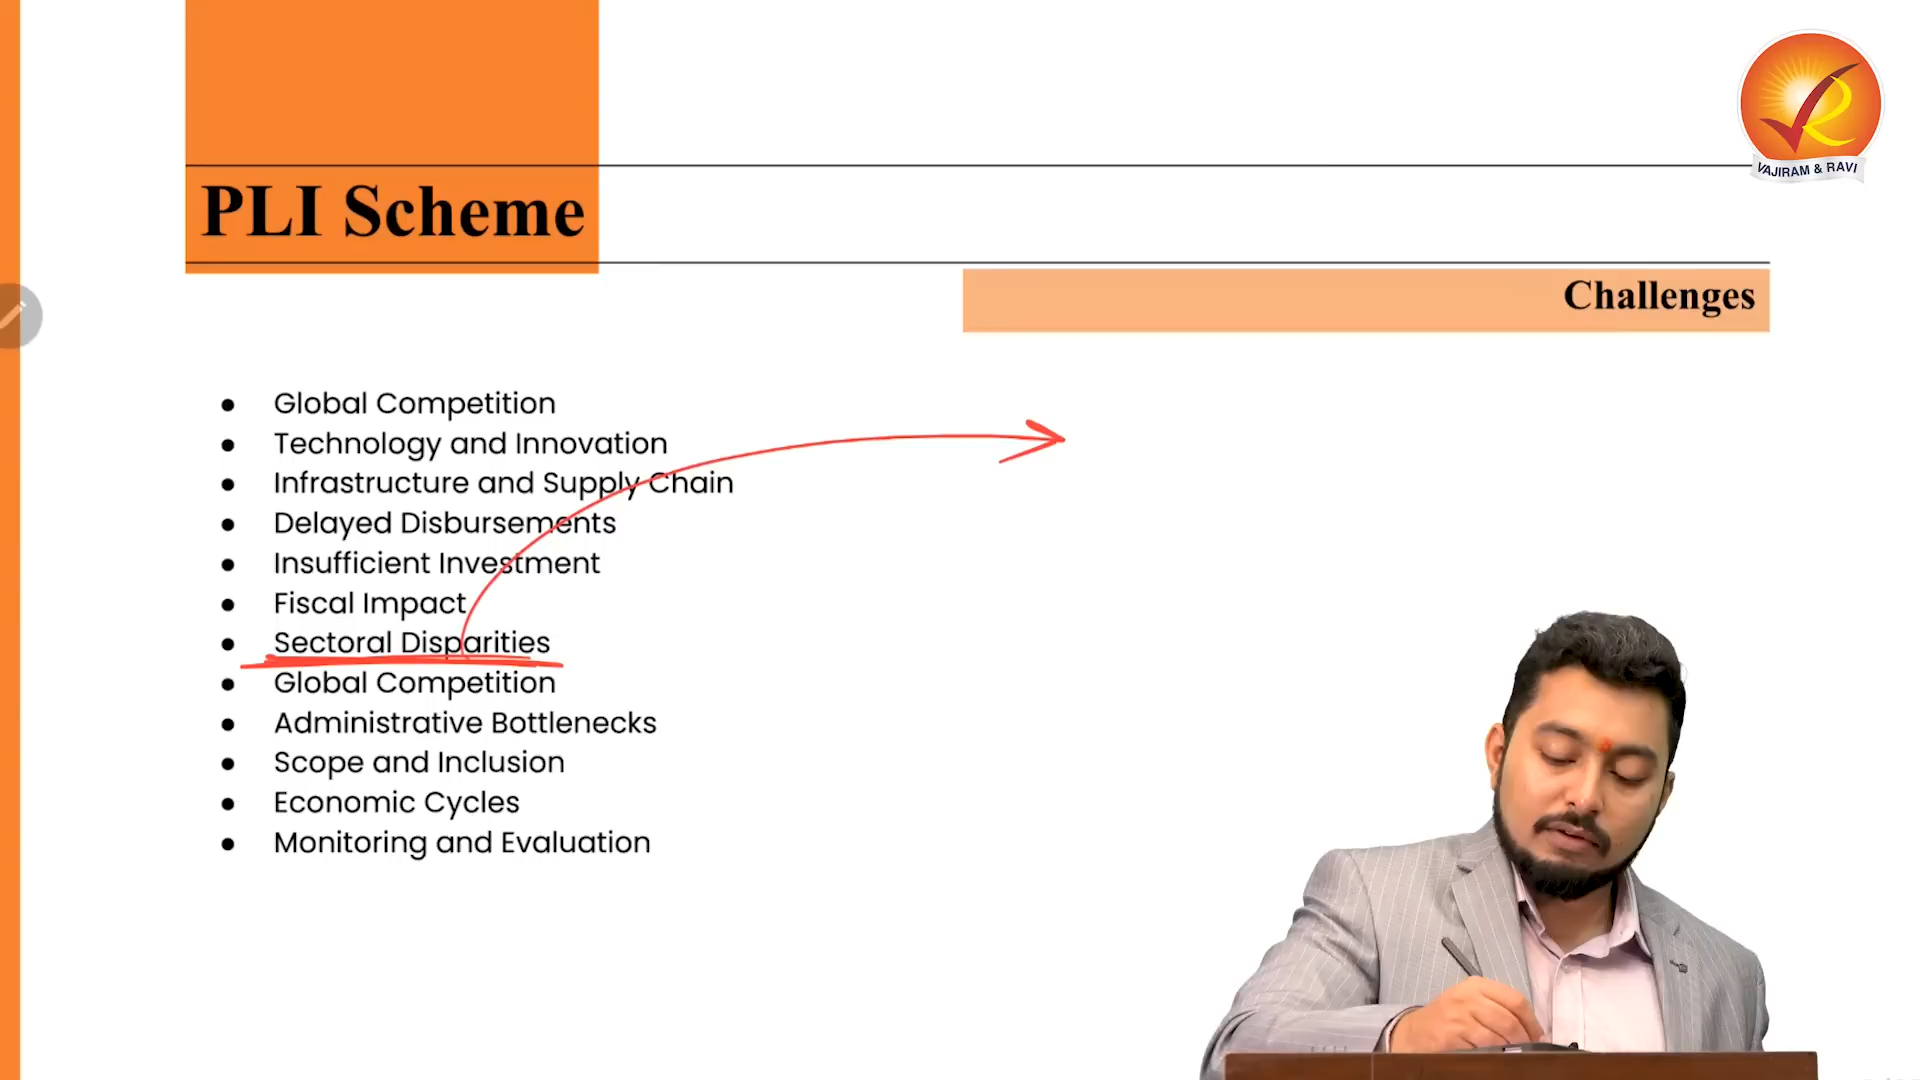 VAJIRAM & RAVI
PLI Scheme
Challenges
● Global Competition
● Technology and Innovation
● Infrastructure and Supply Chain
● Delayed Disbursements
● Insufficient Investment
● Fiscal Impact
● Sectoral Disparities
● Global Competition
● Administrative Bottlenecks
● Scope and Inclusion
● Economic Cycles
● Monitoring and Evaluation